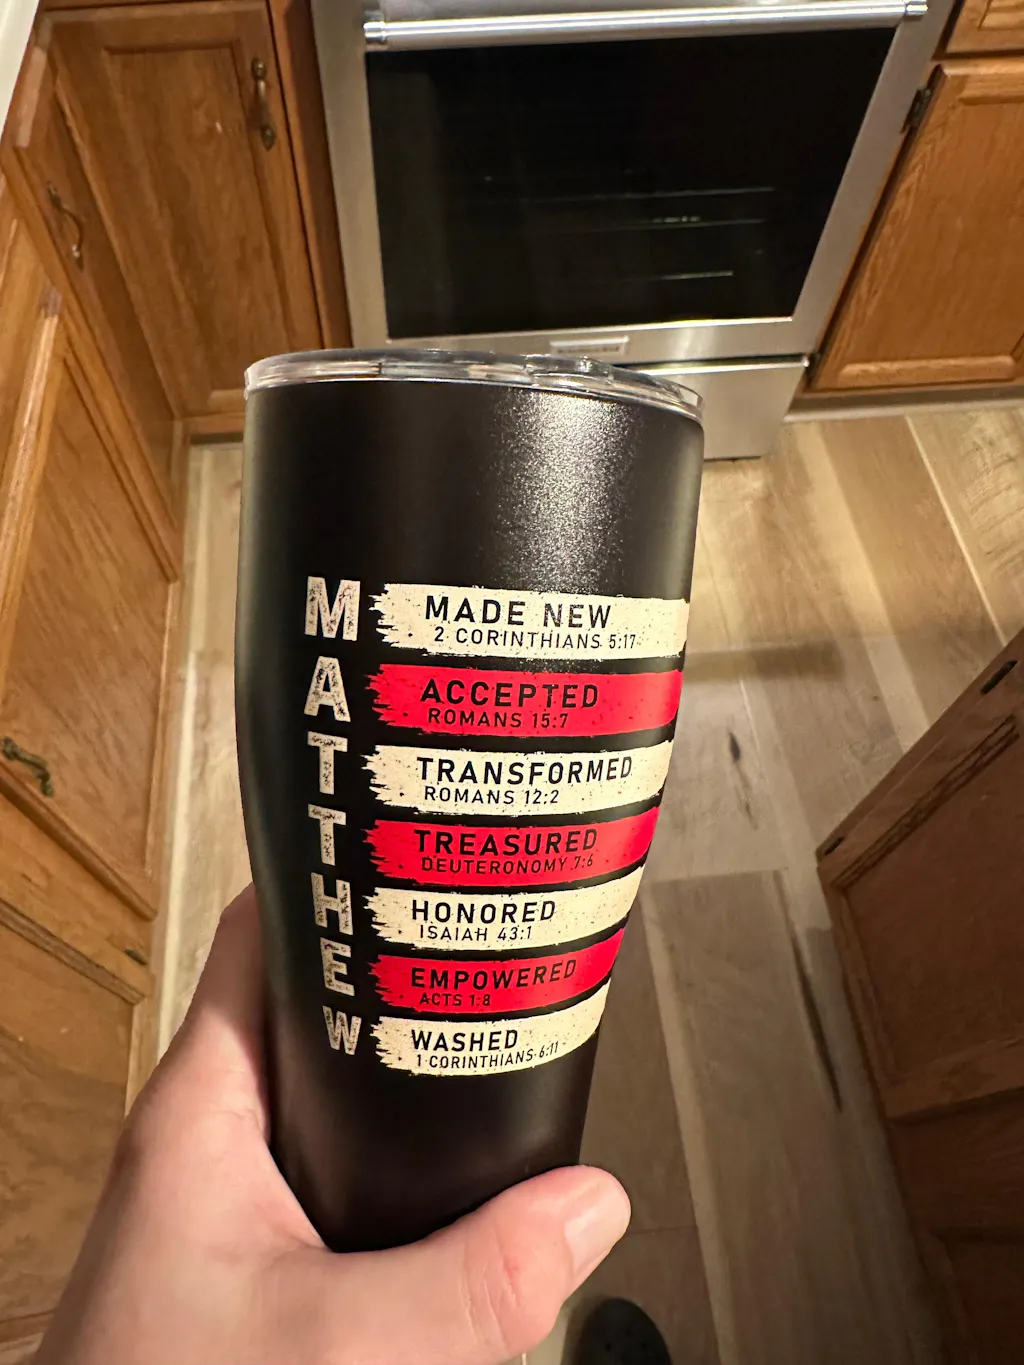 MATTHEW
MADE NEW
2 CORINTHIANS 5:17
ACCEPTED
ROMANS 15:7
TRANSFORMED
ROMANS 12:2
TREASURED
DEUTERONOMY 7:6
HONORED
ISAIAH 43:1
EMPOWERED
ACTS 1:8
WASHED
1 CORINTHIANS 6:11